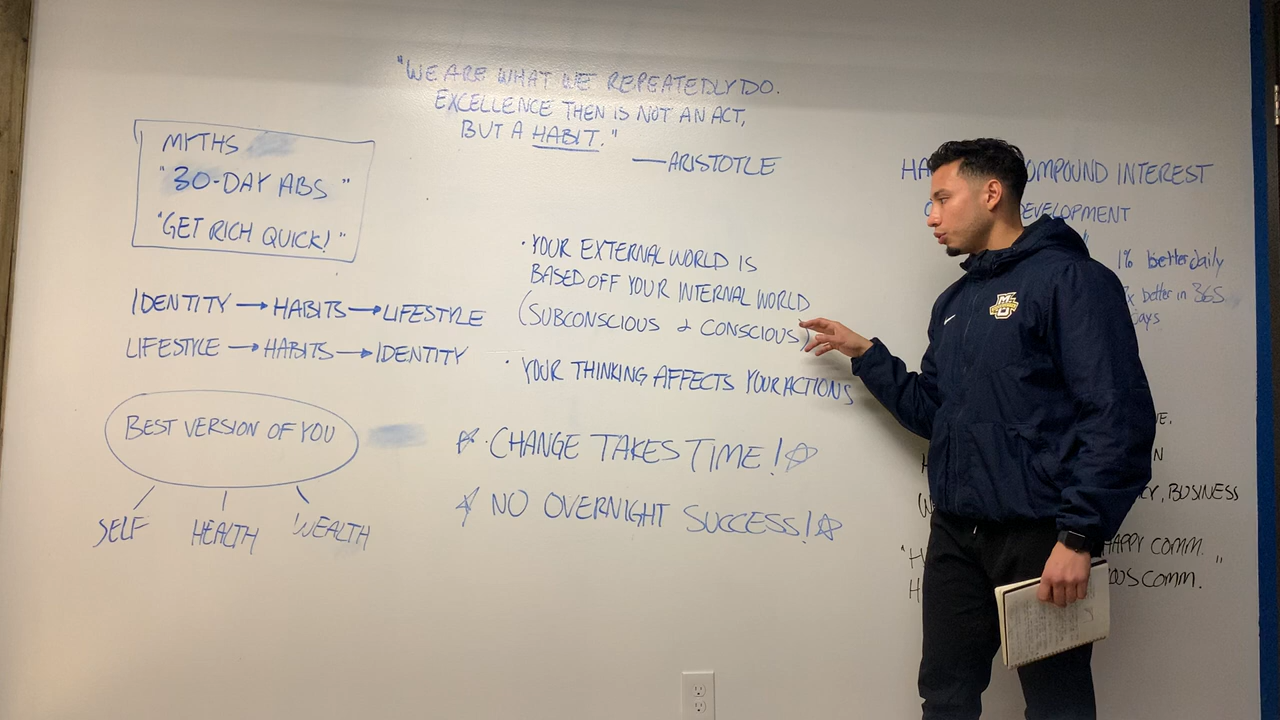 "WE ARE WHAT WE REPEATEDLY DO.
EXCELLENCE THEN IS NOT AN ACT,
BUT A HABIT."
—ARISTOTLE
MYTHS
"30-DAY ABS"
"GET RICH QUICK!"
IDENTITY → HABITS → LIFESTYLE
LIFESTYLE → HABITS → IDENTITY
BEST VERSION OF YOU
SELF HEALTH WEALTH
· YOUR EXTERNAL WORLD IS
BASED OFF YOUR INTERNAL WORLD
(SUBCONSCIOUS & CONSCIOUS)
· YOUR THINKING AFFECTS YOUR ACTIONS
☆ · CHANGE TAKES TIME! ☆
☆ NO OVERNIGHT SUCCESS! ☆
INTEREST
1% better daily
better in 365
BUSINESS
HAPPY COMM.
COMM."
MU